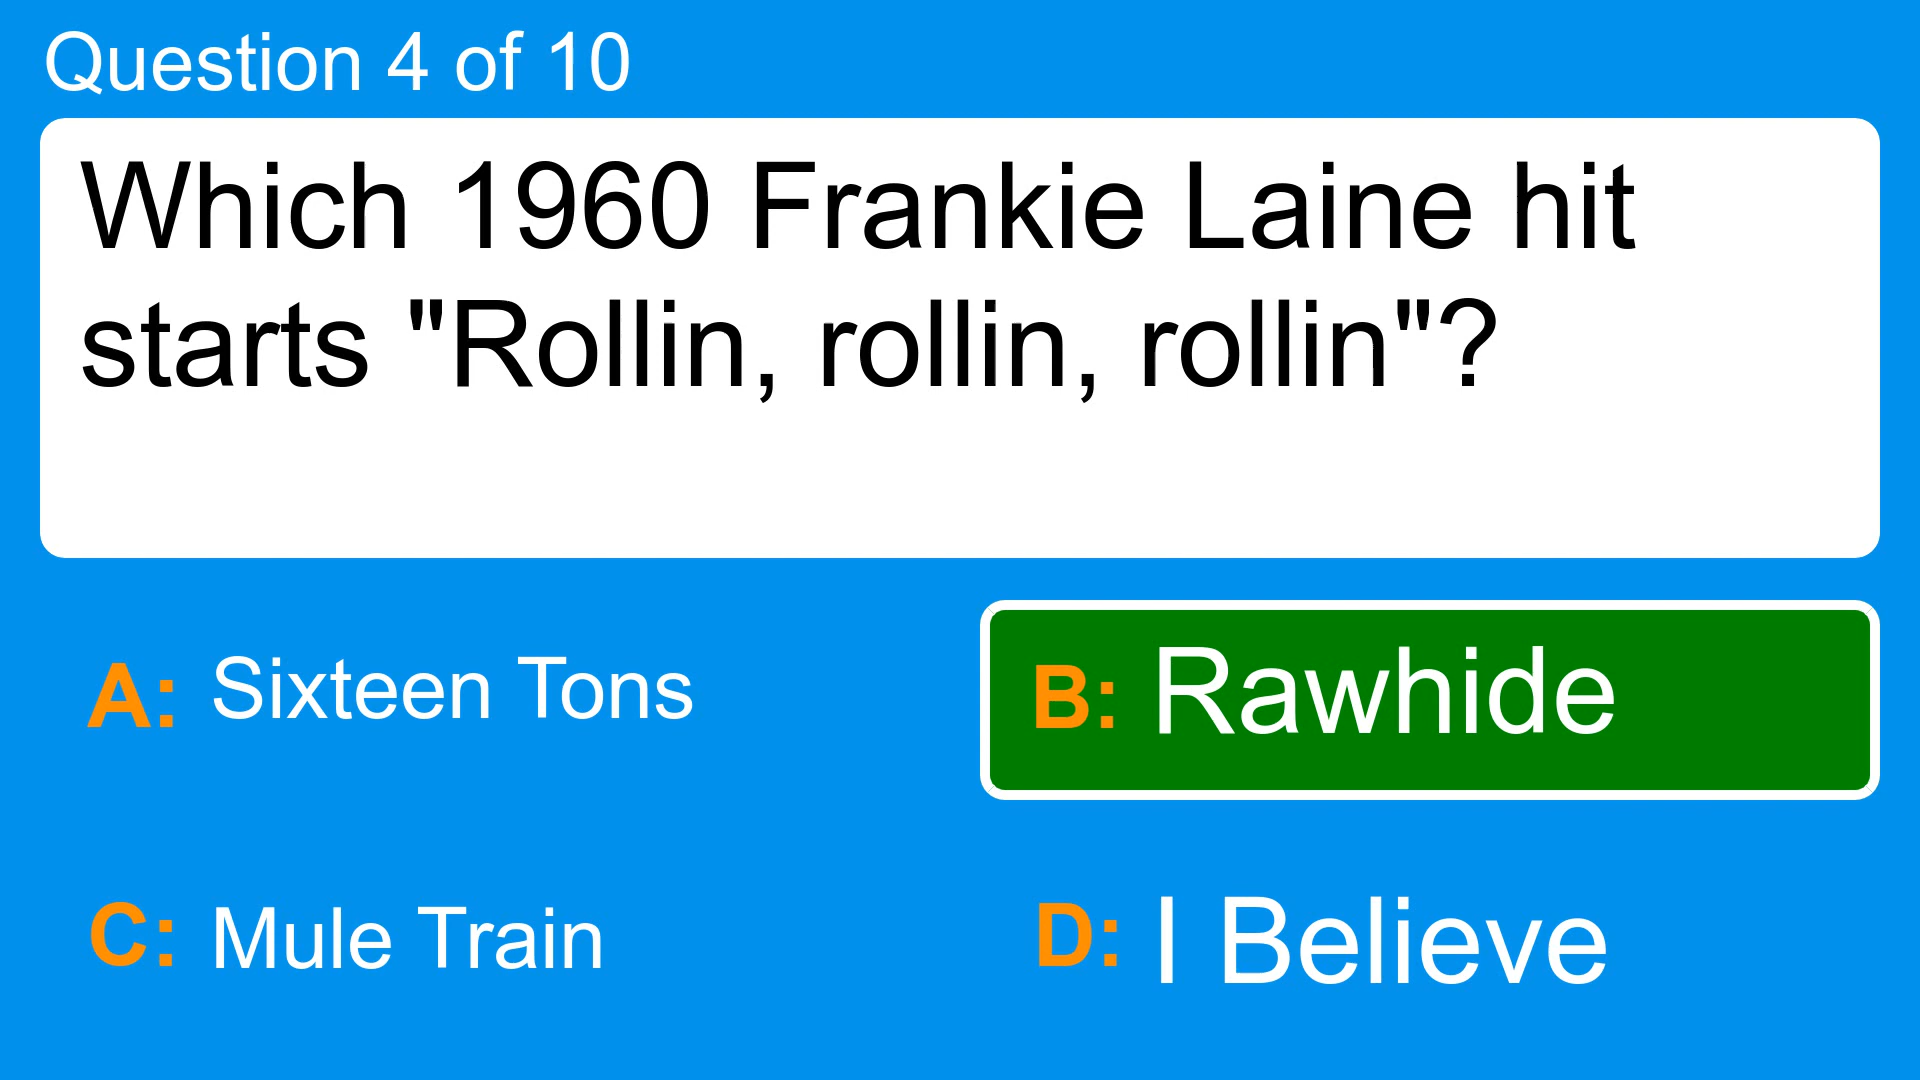 Question 4 of 10
Which 1960 Frankie Laine hit
starts "Rollin, rollin, rollin"?
A: Sixteen Tons
B: Rawhide
C: Mule Train
D: I Believe